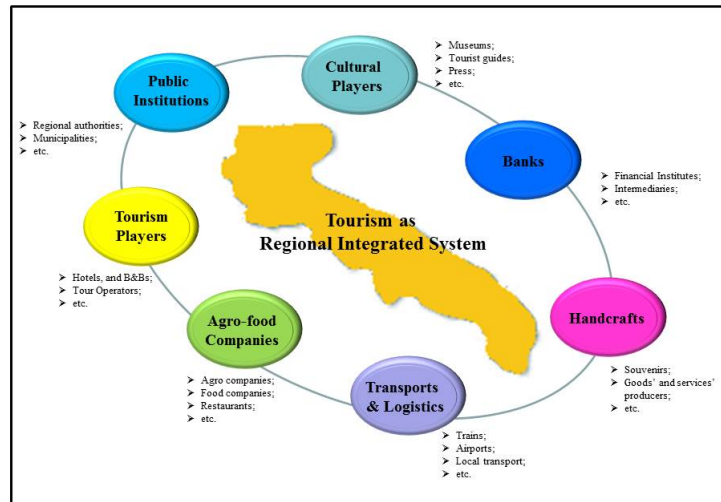 Public
Institutions
➢ Regional authorities;
➢ Municipalities;
➢ etc.
Cultural
Players
➢ Museums;
➢ Tourist guides;
➢ Press;
➢ etc.
Banks
➢ Financial Institutes;
➢ Intermediaries;
➢ etc.
Tourism as
Regional Integrated System
Tourism
Players
➢ Hotels, and B&Bs;
➢ Tour Operators;
➢ etc.
Handcrafts
➢ Souvenirs;
➢ Goods' and services'
producers;
➢ etc.
Agro-food
Companies
➢ Agro companies;
➢ Food companies;
➢ Restaurants;
➢ etc.
Transports
& Logistics
➢ Trains;
➢ Airports;
➢ Local transport;
➢ etc.